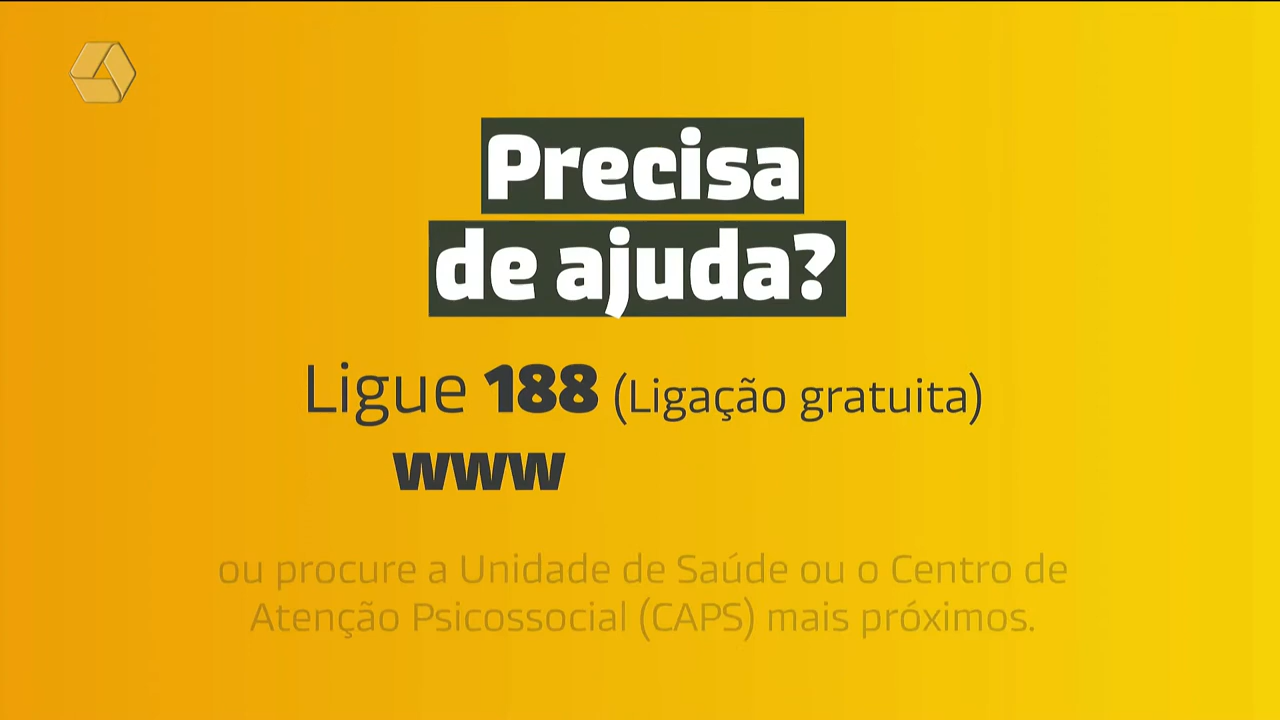 Precisa
de ajuda?
Ligue 188 (Ligação gratuita)
www
ou procure a Unidade de Saúde ou o Centro de
Atenção Psicossocial (CAPS) mais próximos.